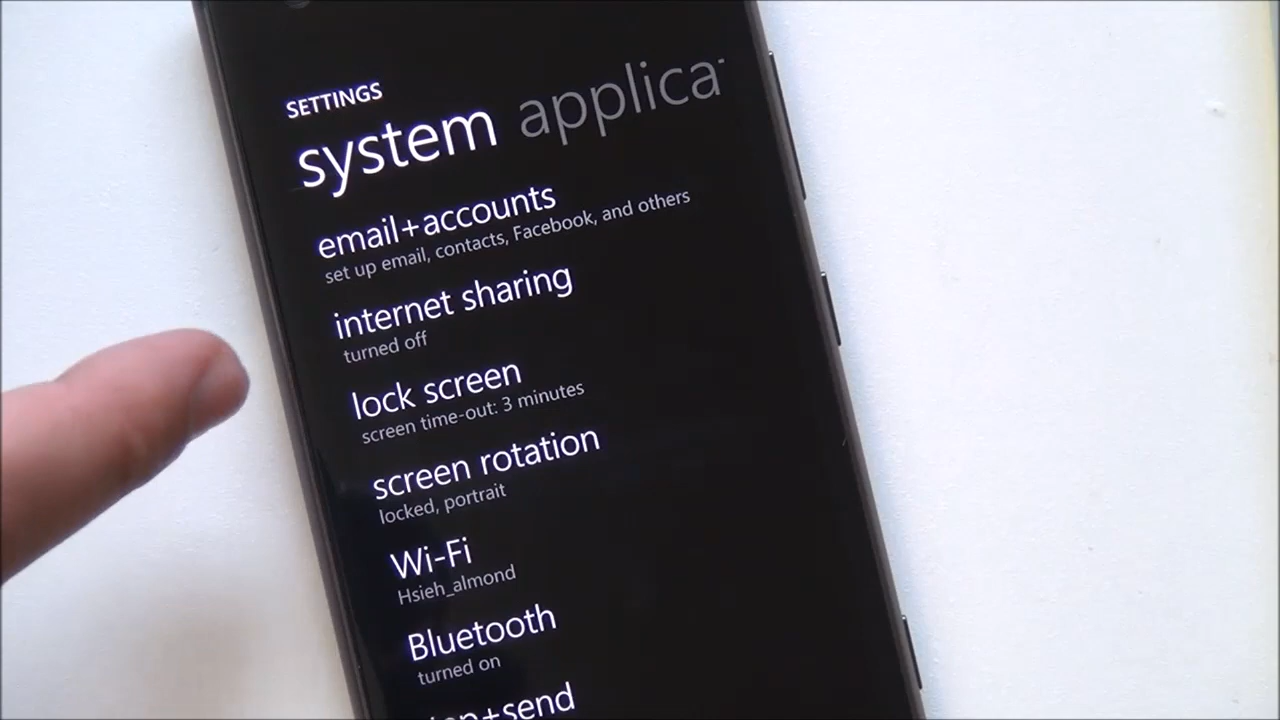 SETTINGS
system applica
email+accounts
set up email, contacts, Facebook, and others
internet sharing
turned off
lock screen
screen time-out: 3 minutes
screen rotation
locked, portrait
Wi-Fi
Hsieh_almond
Bluetooth
turned on
+send